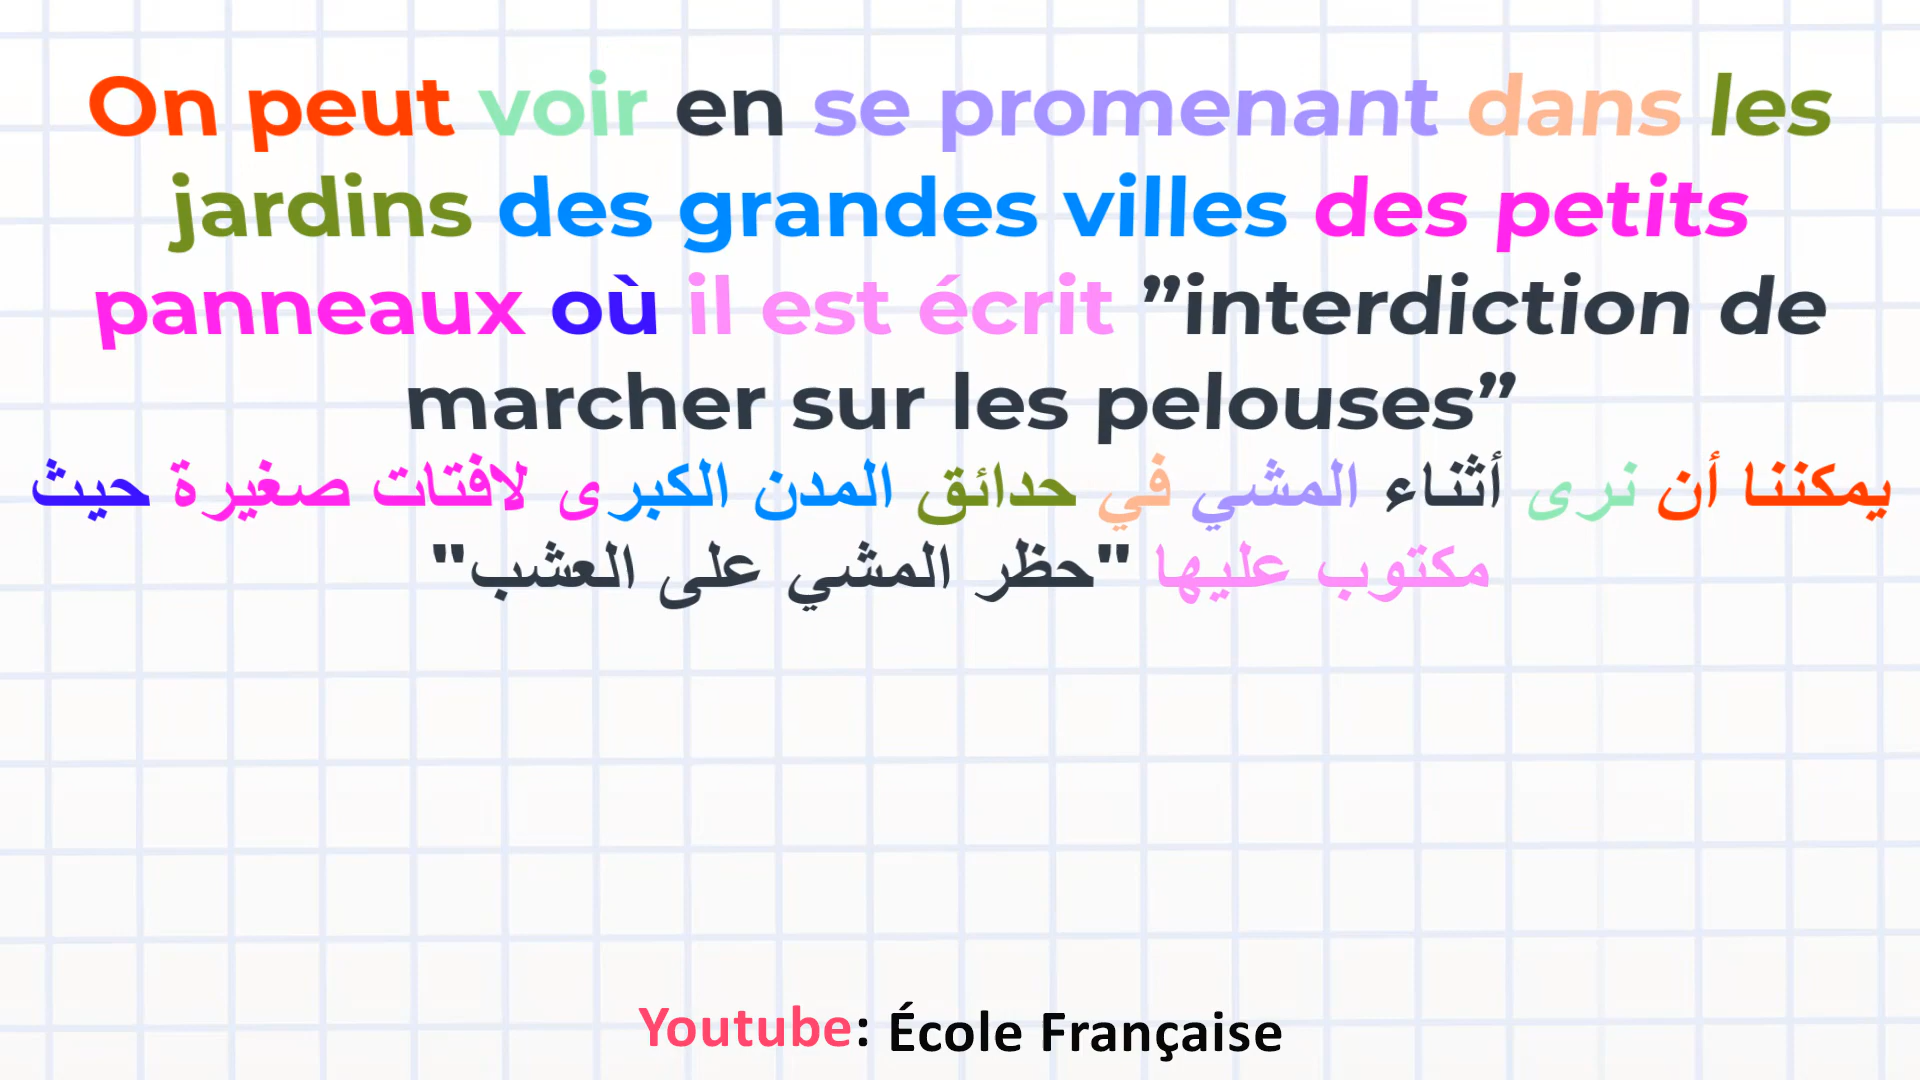 On peut voir en se promenant dans les
jardins des grandes villes des petits
panneaux où il est écrit ”interdiction de
marcher sur les pelouses”
يمكننا أن نرى أثناء المشي في حدائق المدن الكبرى لافتات صغيرة حيث
مكتوب عليها "حظر المشي على العشب"
Youtube: École Française